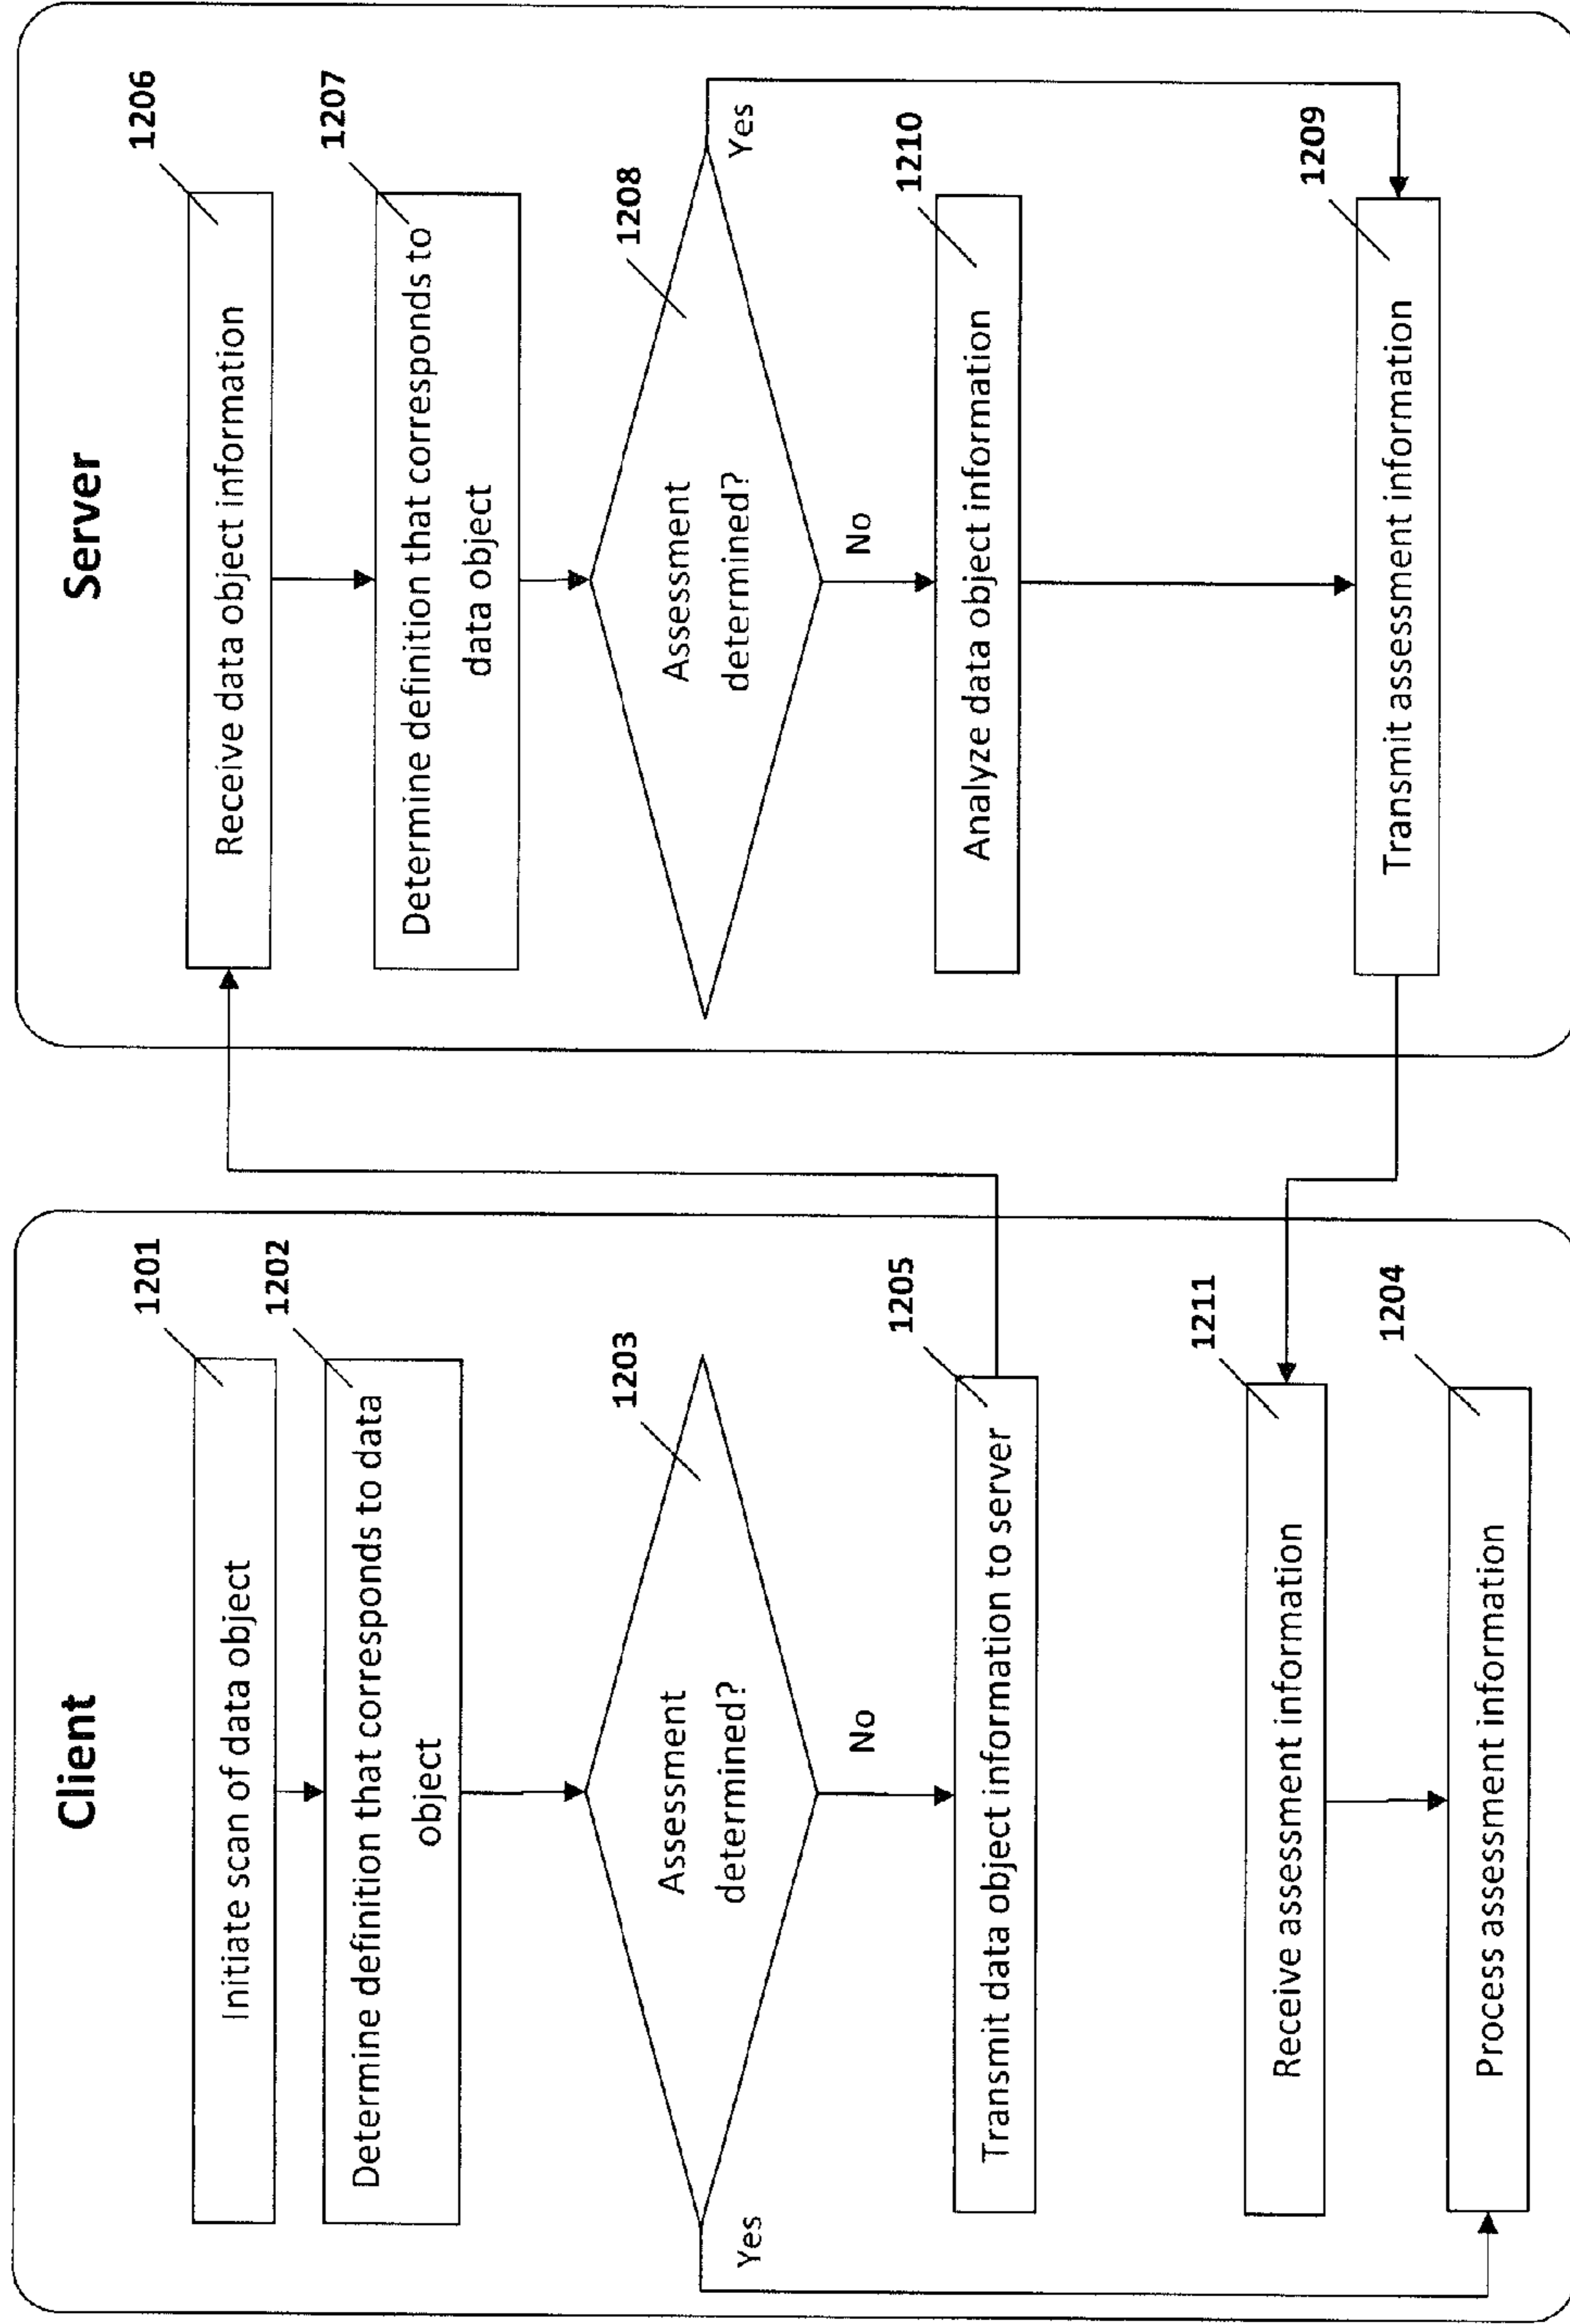 Client
1201
Initiate scan of data object
1202
Determine definition that corresponds to data
object
1203
Assessment
determined?
Yes
No
1205
Transmit data object information to server
1211
Receive assessment information
1204
Process assessment information
Server
1206
Receive data object information
1207
Determine definition that corresponds to
data object
1208
Assessment
determined?
Yes
No
1210
Analyze data object information
1209
Transmit assessment information